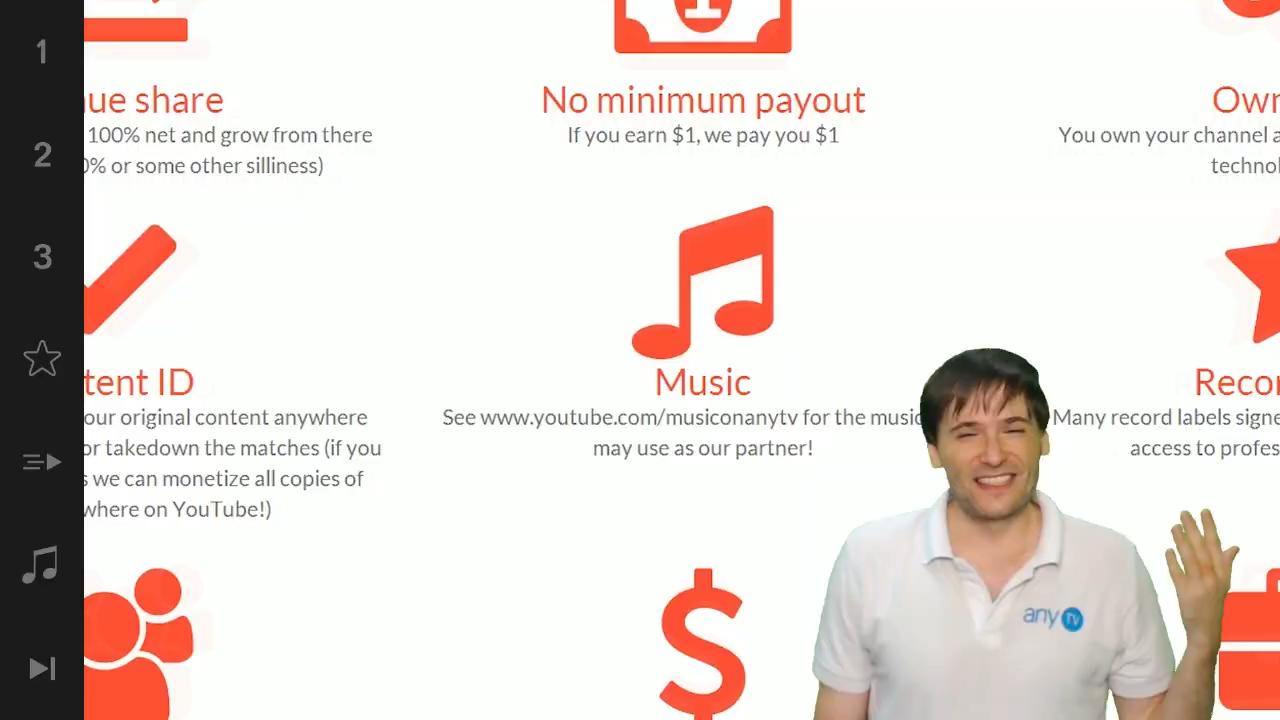 1
2
3
1
ue share
100% net and grow from there
0% or some other silliness)
No minimum payout
If you earn $1, we pay you $1
Own
You own your channel a
technol
tent ID
our original content anywhere
or takedown the matches (if you
s we can monetize all copies of
where on YouTube!)
Music
See www.youtube.com/musiconanytv for the music
may use as our partner!
Recor
Many record labels signe
access to profes
$
any TV